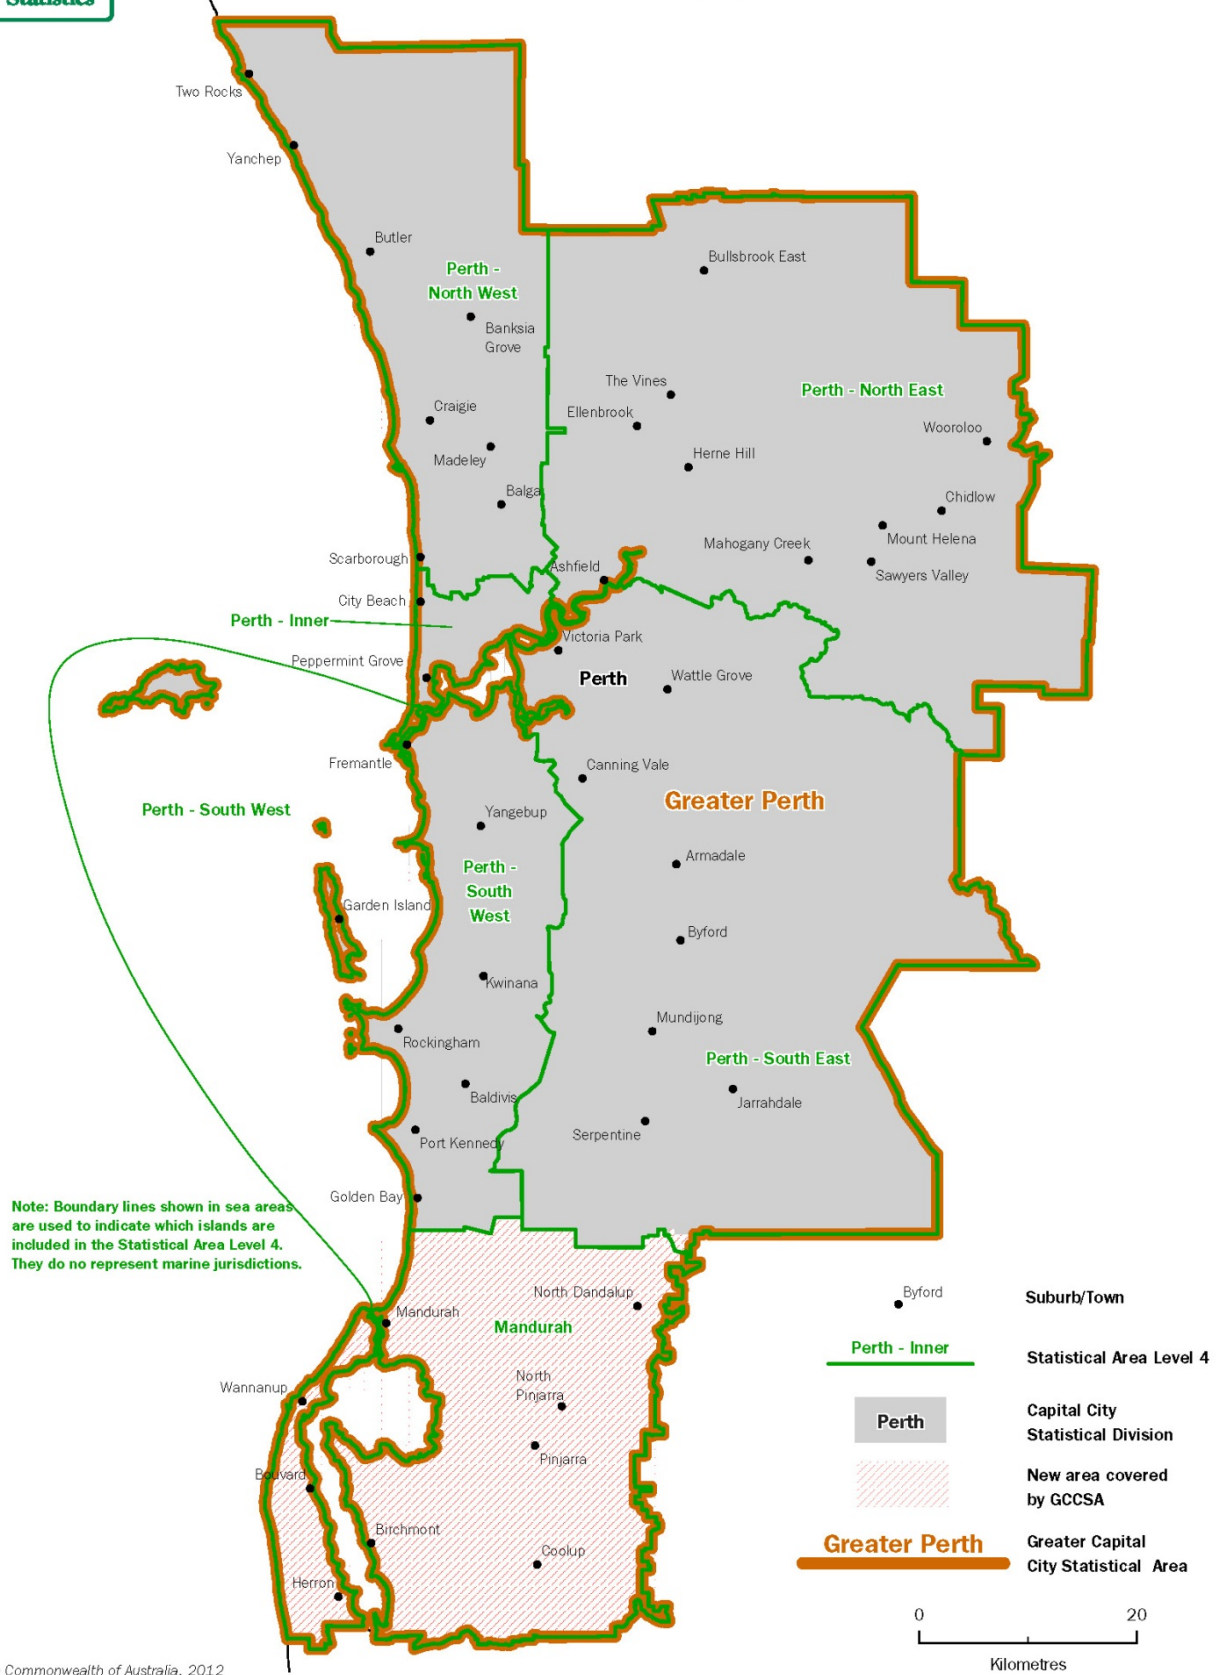 Statistics
Two Rocks
Yanchep
Butler
Perth -
North West
Bullsbrook East
Banksia
Grove
The Vines
Perth - North East
Craigie
Ellenbrook
Wooroloo
Madeley
Herne Hill
Balga
Chidlow
Mount Helena
Mahogany Creek
Scarborough
Ashfield
Sawyers Valley
City Beach
Perth - Inner
Victoria Park
Peppermint Grove
Perth
Wattle Grove
Fremantle
Canning Vale
Perth - South West
Greater Perth
Yangebup
Armadale
Perth -
South
West
Garden Island
Byford
Kwinana
Mundijong
Rockingham
Perth - South East
Baldivis
Jarrahdale
Serpentine
Port Kennedy
Golden Bay
Note: Boundary lines shown in sea areas
are used to indicate which islands are
included in the Statistical Area Level 4.
They do no represent marine jurisdictions.
North Dandalup
Mandurah
Mandurah
Wannanup
North
Pinjarra
Pinjarra
Bouvard
Birchmont
Coolup
Herron
Byford
Suburb/Town
Perth - Inner
Statistical Area Level 4
Perth
Capital City
Statistical Division
New area covered
by GCCSA
Greater Perth
Greater Capital
City Statistical Area
0 20
Kilometres
Commonwealth of Australia, 2012